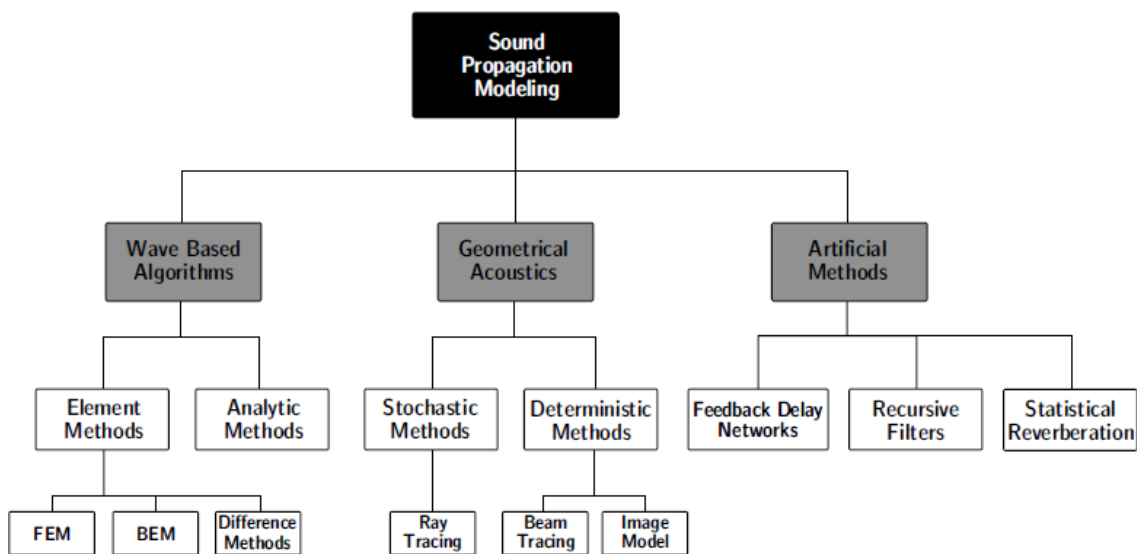 Sound
Propagation
Modeling
Wave Based
Algorithms
Geometrical
Acoustics
Artificial
Methods
Element
Methods
Analytic
Methods
Stochastic
Methods
Deterministic
Methods
Feedback Delay
Networks
Recursive
Filters
Statistical
Reverberation
FEM
BEM
Difference
Methods
Ray
Tracing
Beam
Tracing
Image
Model